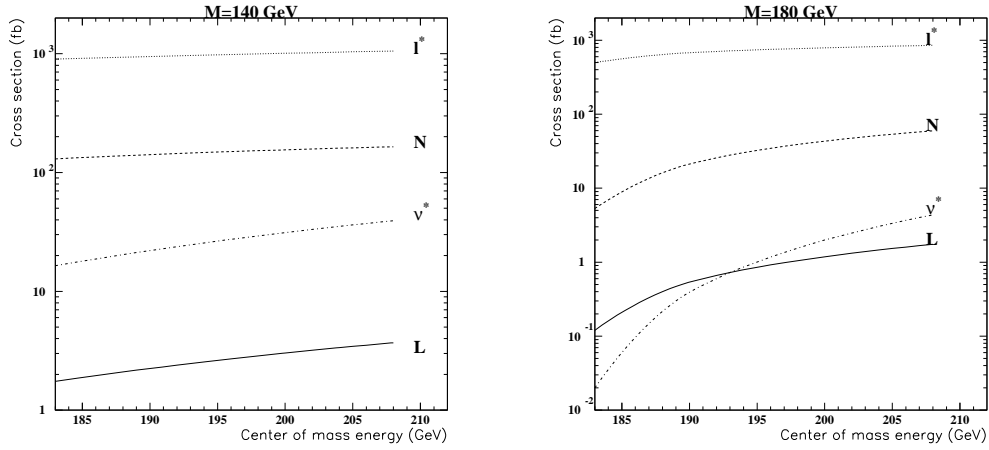 M=140 GeV
Cross section (fb)
10³
10²
10
1
l*
N
ν*
L
185 190 195 200 205 210
Center of mass energy (GeV)
M=180 GeV
Cross section (fb)
10³
10²
10
1
10⁻¹
10⁻²
l*
N
ν*
L
185 190 195 200 205 210
Center of mass energy (GeV)